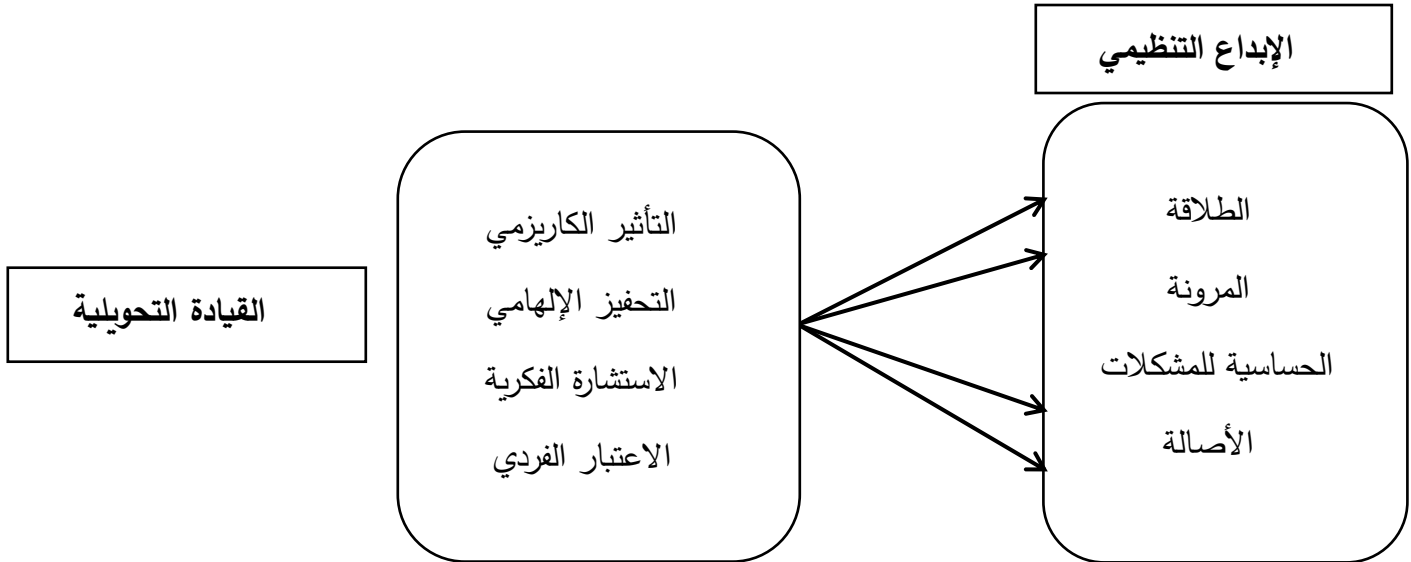 الإبداع التنظيمي
الطلاقة
المرونة
الحساسية للمشكلات
الأصالة
التأثير الكاريزمي
التحفيز الإلهامي
الاستشارة الفكرية
الاعتبار الفردي
القيادة التحويلية